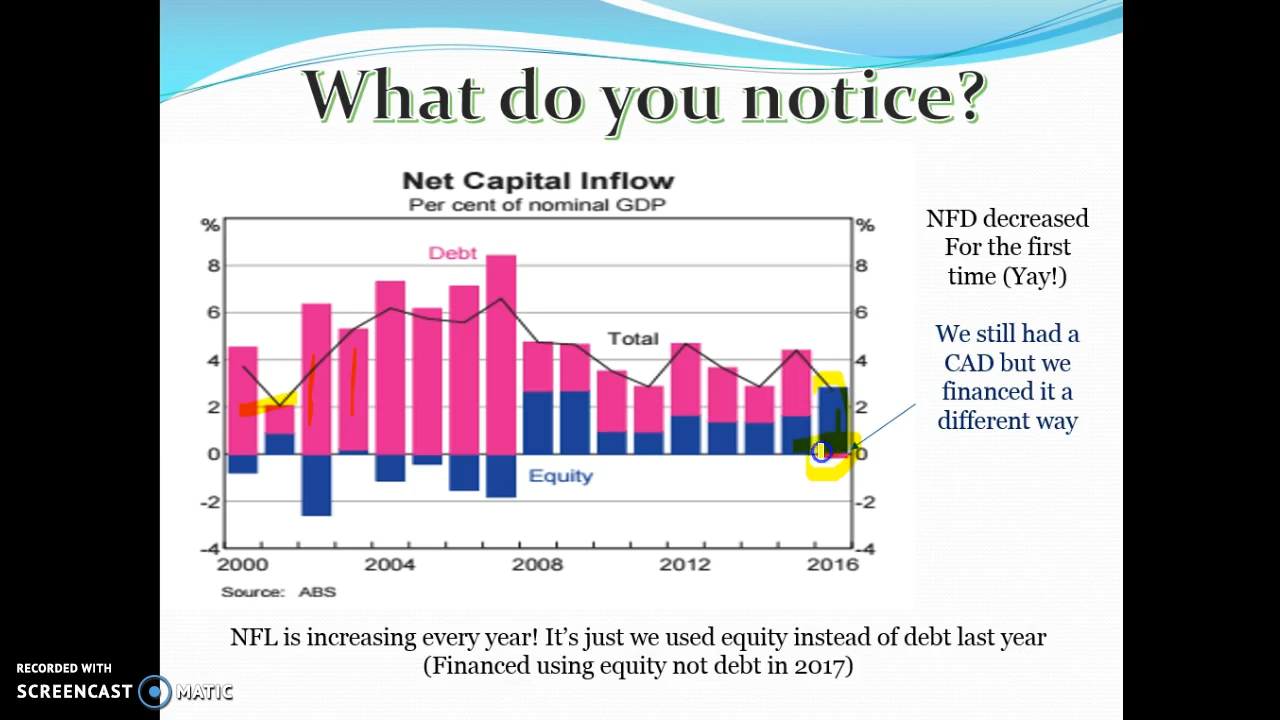 What do you notice?
Net Capital Inflow
Per cent of nominal GDP
% %
Debt
8 8
6 6
Total
4 4
2 2
0 0
Equity
-2 -2
-4 -4
2000 2004 2008 2012 2016
Source: ABS
NFD decreased
For the first
time (Yay!)
We still had a
CAD but we
financed it a
different way
NFL is increasing every year! It’s just we used equity instead of debt last year
(Financed using equity not debt in 2017)
RECORDED WITH
SCREENCAST MATIC